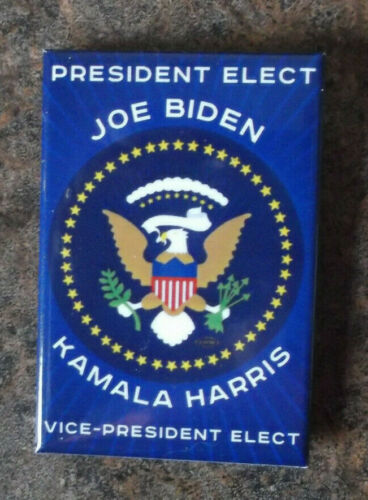 PRESIDENT ELECT
JOE BIDEN
KAMALA HARRIS
VICE-PRESIDENT ELECT